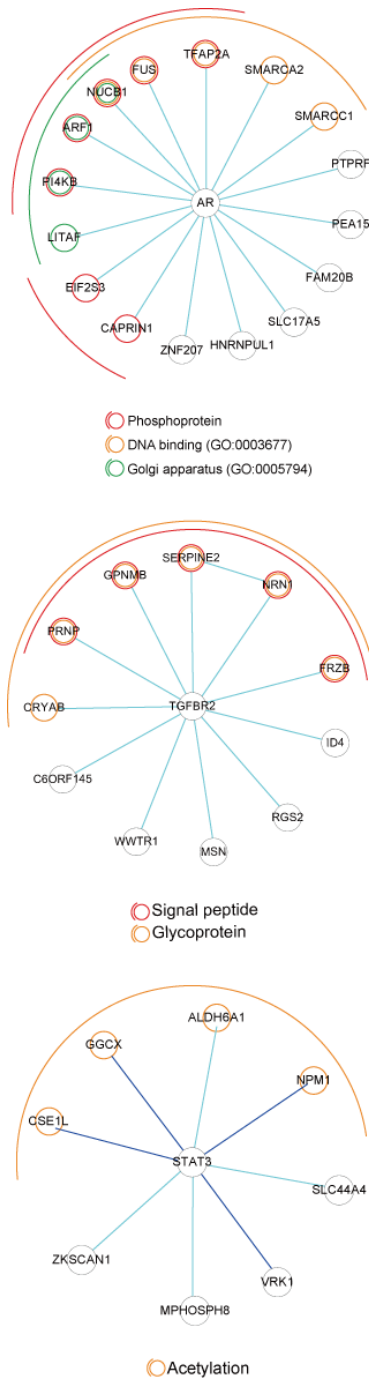 TFAP2A
FUS
SMARCA2
NUCB1
SMARCC1
ARF1
PTPRF
PI4KB
AR
PEA15
LITAF
FAM20B
EIF2S3
SLC17A5
CAPRIN1
HNRNPUL1
ZNF207
Phosphoprotein
DNA binding (GO:0003677)
Golgi apparatus (GO:0005794)
SERPINE2
GPNMB
NRN1
PRNP
FRZB
CRYAB
TGFBR2
ID4
C6ORF145
RGS2
WWTR1
MSN
Signal peptide
Glycoprotein
ALDH6A1
GGCX
NPM1
CSE1L
STAT3
SLC44A4
ZKSCAN1
VRK1
MPHOSPH8
Acetylation